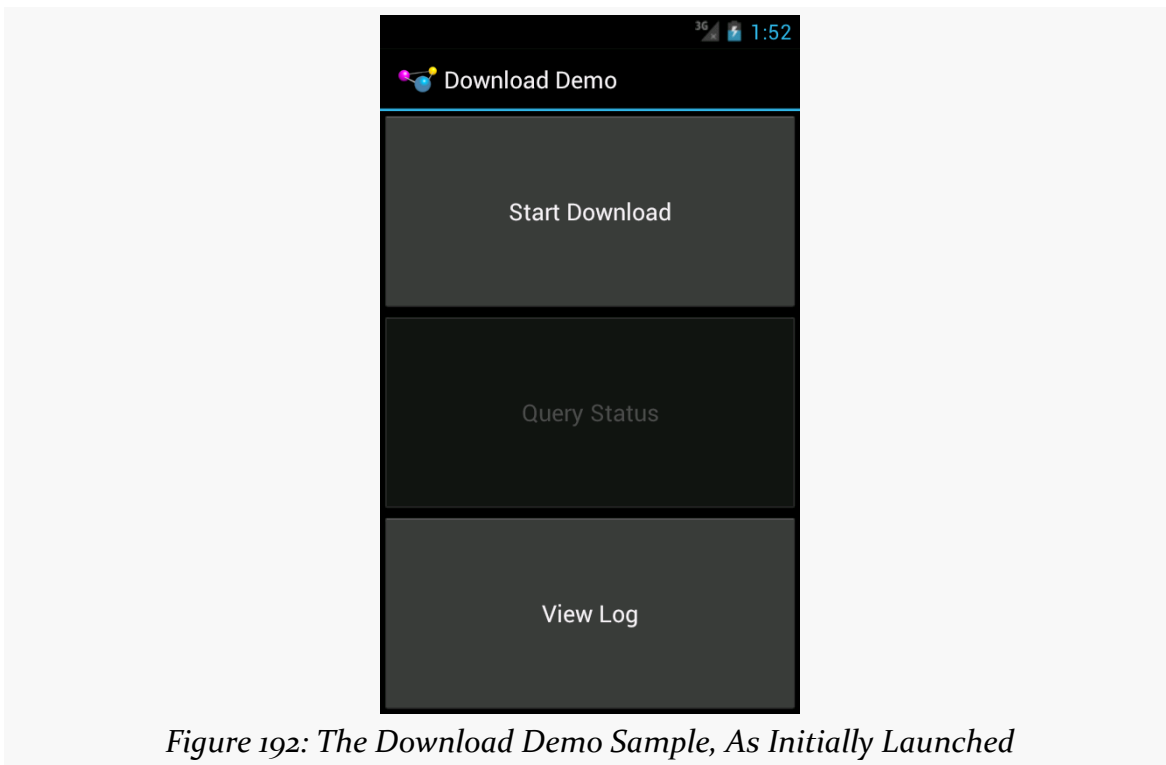 3G 1:52
Download Demo
Start Download
Query Status
View Log
Figure 192: The Download Demo Sample, As Initially Launched